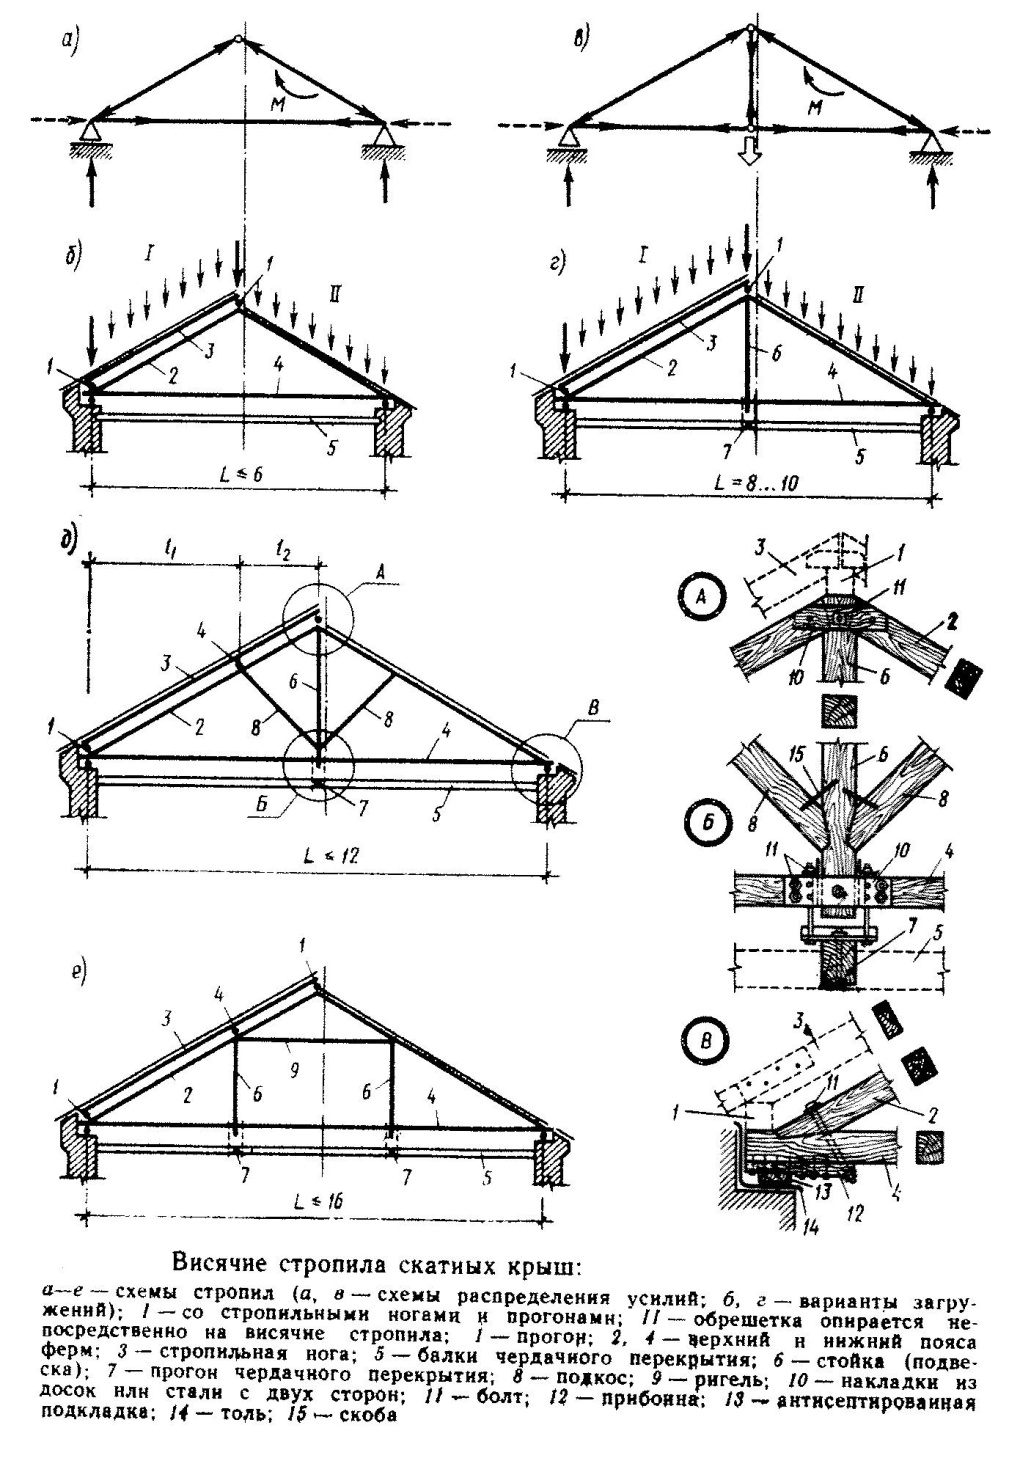 а)
в)
М
М
б)
I
1
II
3
2
4
1
5
L ≤ 6
г)
I
1
II
3
2
6
4
1
7
5
L = 8...10
д)
l₁
l₂
А
4
3
6
В
2
8
8
1
4
Б
7
5
L ≤ 12
А
3
1
11
2
10
6
Б
15
6
8
8
11
10
4
7
5
е)
1
4
3
9
2
6
6
4
1
7
7
5
L ≤ 16
В
3
11
1
2
13
4
14
12
Висячие стропила скатных крыш:
а—е — схемы стропил (а, в — схемы распределения усилий; б, г — варианты загру-
жений); I — со стропильными ногами и прогонами; II — обрешетка опирается не-
посредственно на висячие стропила; 1 — прогон; 2, 4 — верхний и нижний пояса
ферм; 3 — стропильная нога; 5 — балки чердачного перекрытия; 6 — стойка (подве-
ска); 7 — прогон чердачного перекрытия; 8 — подкос; 9 — ригель; 10 — накладки из
досок или стали с двух сторон; 11 — болт; 12 — прибоина; 13 — антисептированная
подкладка; 14 — толь; 15 — скоба